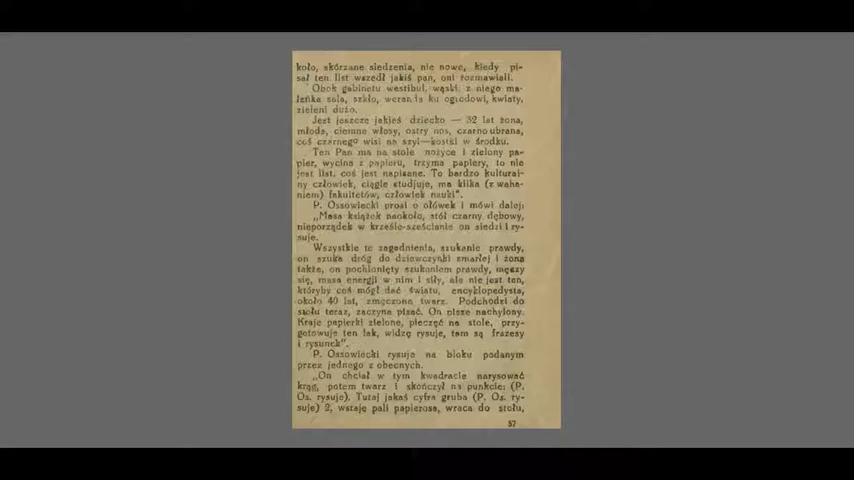 koło, skórzane siedzenia, nie nowe, kiedy pi-
sał ten list wszedł jakiś pan, oni rozmawiali.
Obok gabinetu westibul, wąski, z niego ma-
leńka sala, szkło, weranda ku ogrodowi, kwiaty,
zieleni dużo.
Jest jeszcze jakieś dziecko — 32 lat żona,
młoda, ciemne włosy, ostry nos, czarno ubrana,
coś czarnego wisi na szyi—kostki w środku.
Ten Pan ma na stole nożyce i zielony pa-
pier, wycina z papieru, trzyma papiery, to nie
jest list, coś jest napisane. To bardzo kultural-
ny człowiek, ciągle studjuje, ma kilka (z waha-
niem) fakultetów, człowiek nauki".
P. Ossowiecki prosi o ołówek i mówi dalej:
„Masa książek naokoło, stół czarny dębowy,
nieporządek w krześle-sześcianie on siedzi i ry-
suje.
Wszystkie te zagadnienia, szukanie prawdy,
on szuka dróg do dziewczynki zmarłej i żona
także, on pochłonięty szukaniem prawdy, męczy
się, masa energji w nim i siły, ale nie jest ten,
któryby coś mógł dać światu, encyklopedysta,
około 40 lat, zmęczona twarz. Podchodzi do
stołu teraz, zaczyna pisać. On pisze nachylony.
Kraje papierki zielone, pieczęć na stole, przy-
gotowuje ten lak, widzę rysuje, tam są frazesy
i rysunek".
P. Ossowiecki rysuje na bloku podanym
przez jednego z obecnych.
„On chciał w tym kwadracie narysować
krąg, potem twarz i skończył na punkcie: (P.
Os. rysuje). Tutaj jakaś cyfra gruba (P. Os. ry-
suje) 2, wstaje pali papierosa, wraca do stołu,
57